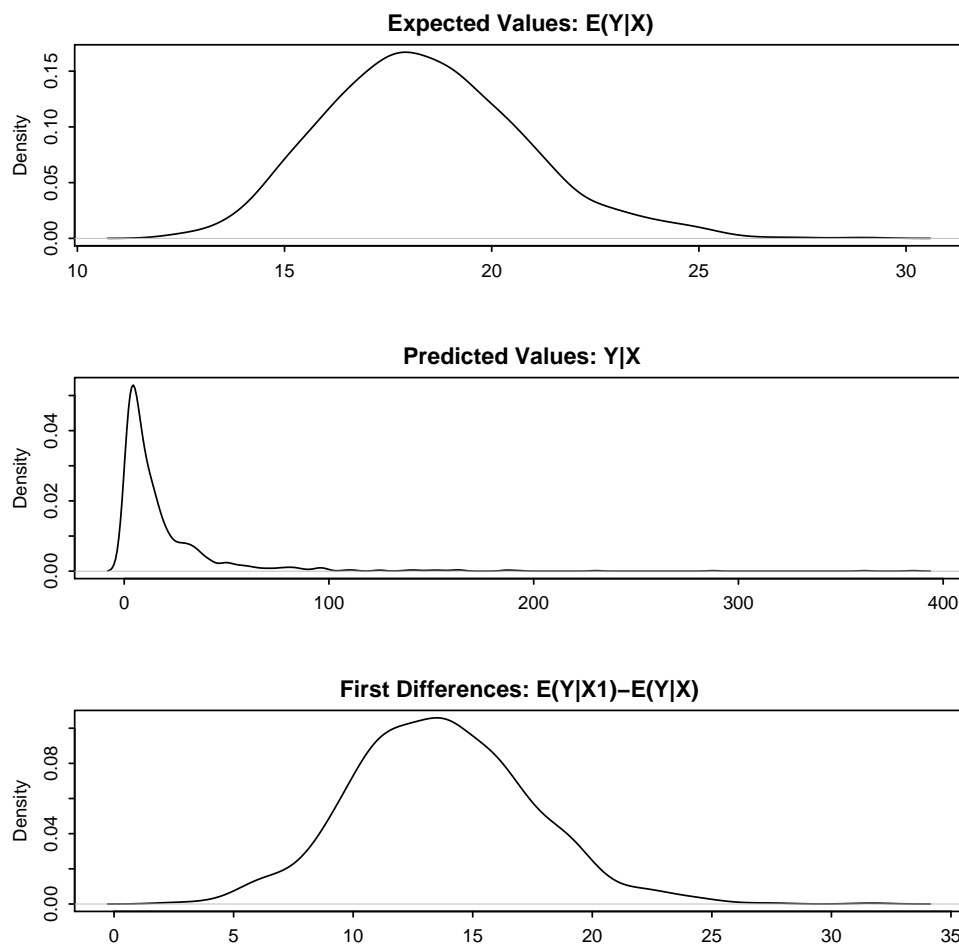 Expected Values: E(Y|X)
Density
0.00 0.05 0.10 0.15
10 15 20 25 30
Predicted Values: Y|X
Density
0.00 0.02 0.04
0 100 200 300 400
First Differences: E(Y|X1)−E(Y|X)
Density
0.00 0.04 0.08
0 5 10 15 20 25 30 35